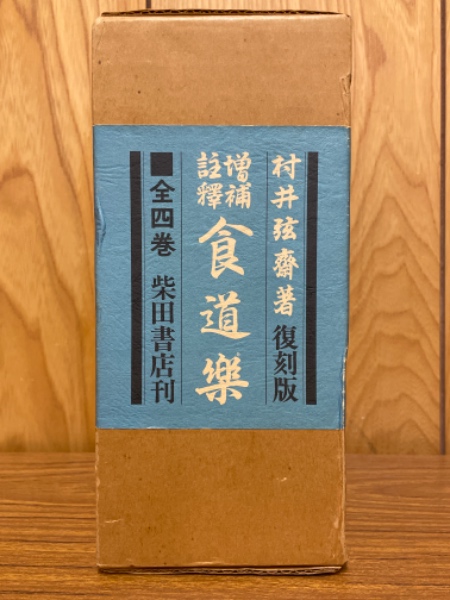 村井弦齋著 復刻版
増補
註釋
食道樂
■全四巻 柴田書店刊